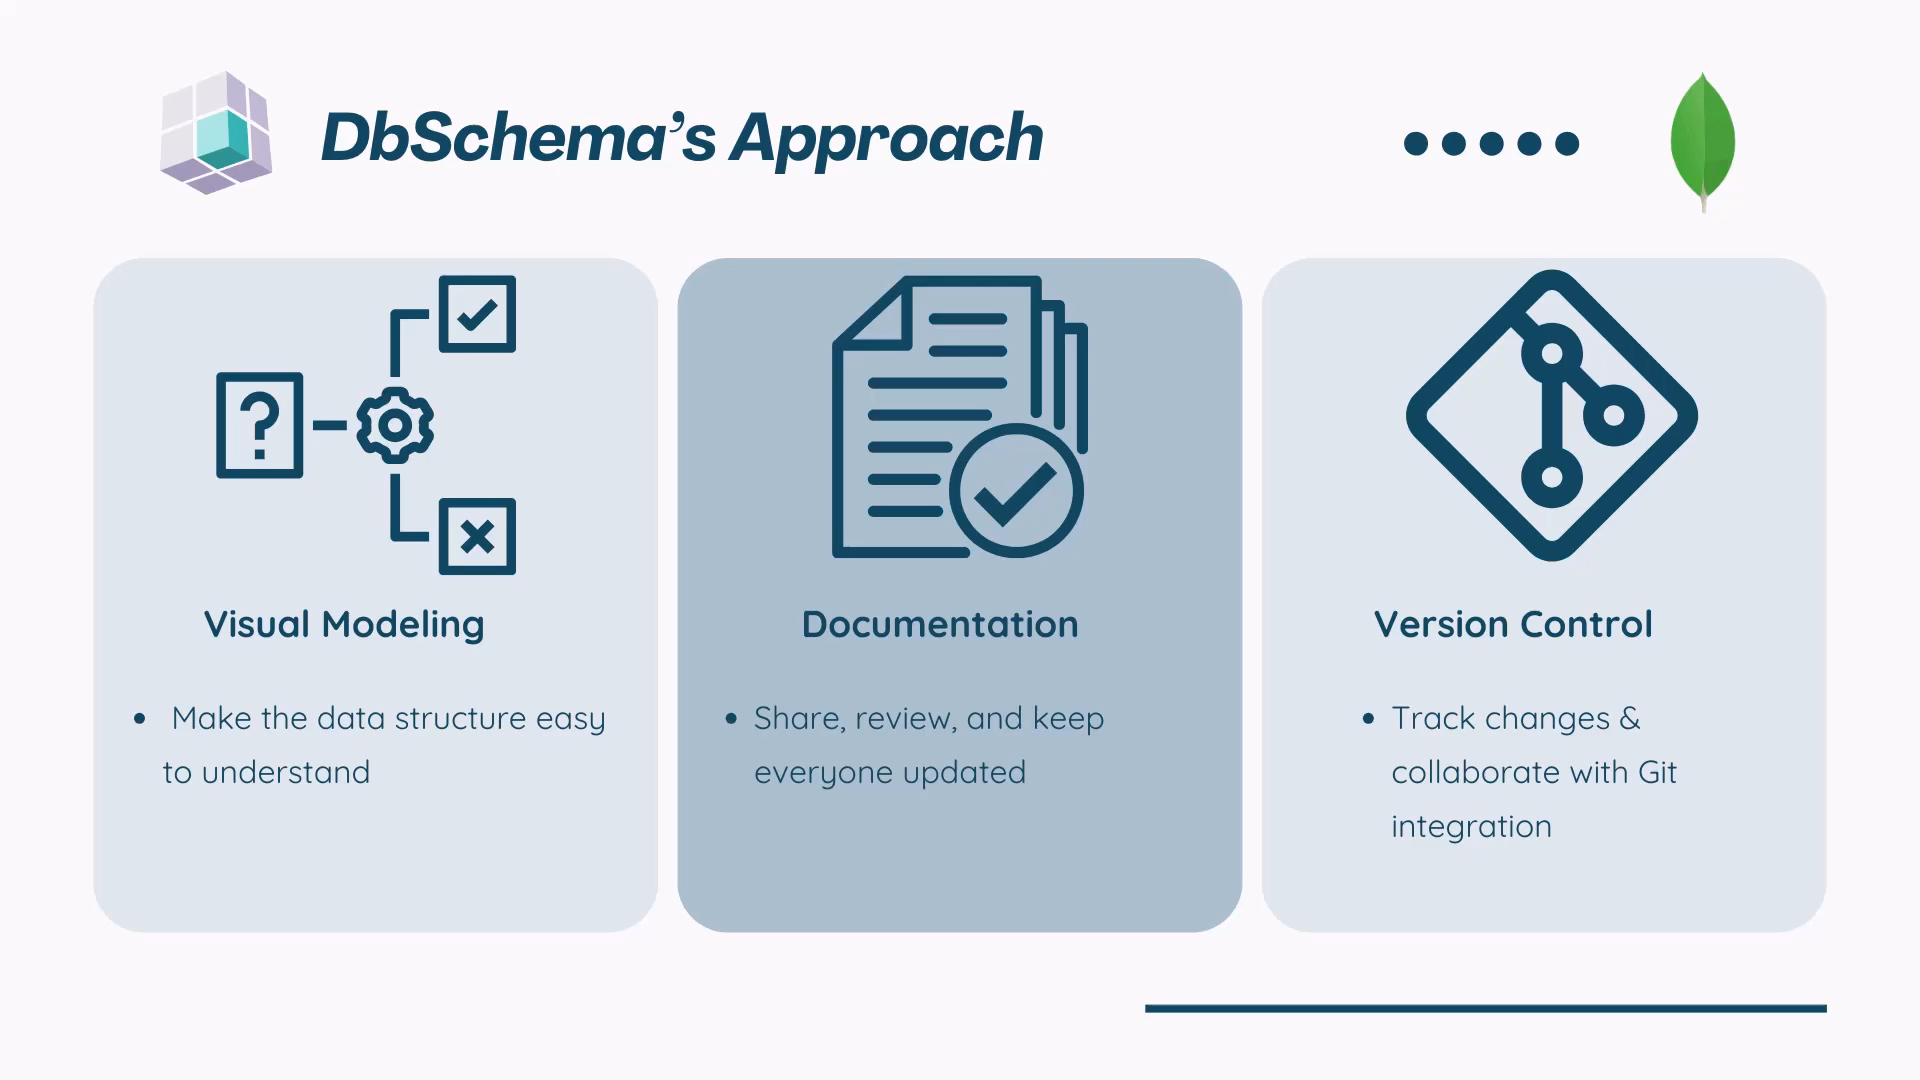 DbSchema’s Approach
?
Visual Modeling
• Make the data structure easy
to understand
Documentation
• Share, review, and keep
everyone updated
Version Control
• Track changes &
collaborate with Git
integration